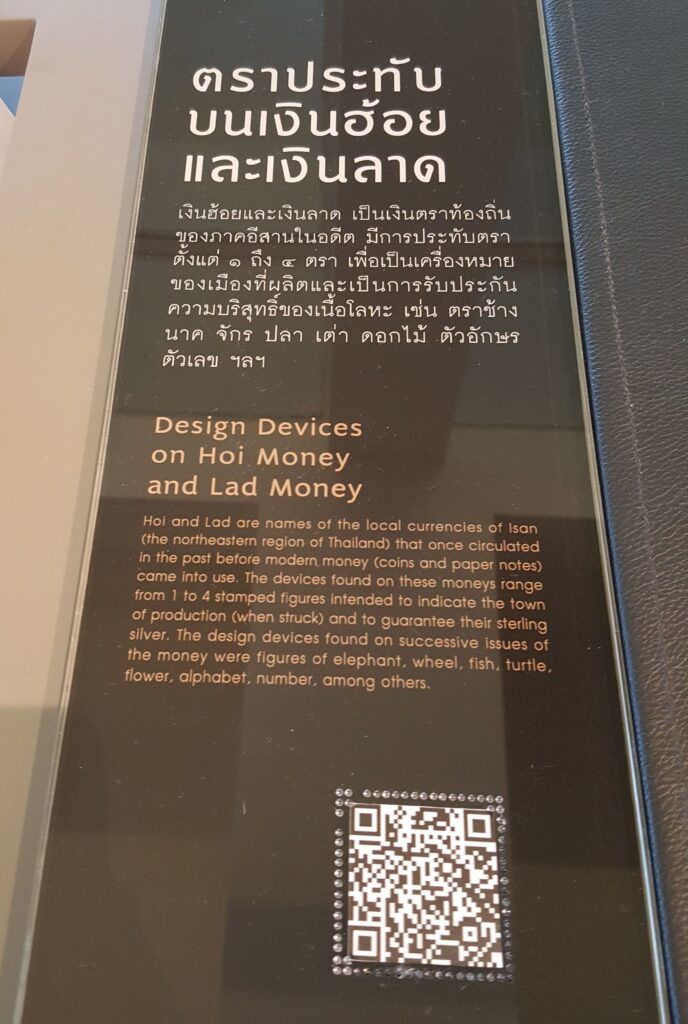 ตราประทับ
บนเงินฮ้อย
และเงินลาด
เงินฮ้อยและเงินลาด เป็นเงินตราท้องถิ่น
ของภาคอีสานในอดีต มีการประทับตรา
ตั้งแต่ ๑ ถึง ๔ ตรา เพื่อเป็นเครื่องหมาย
ของเมืองที่ผลิตและเป็นการรับประกัน
ความบริสุทธิ์ของเนื้อโลหะ เช่น ตราช้าง
นาค จักร ปลา เต่า ดอกไม้ ตัวอักษร
ตัวเลข ฯลฯ
Design Devices
on Hoi Money
and Lad Money
Hoi and Lad are names of the local currencies of Isan
(the northeastern region of Thailand) that once circulated
in the past before modern money (coins and paper notes)
came into use. The devices found on these moneys range
from 1 to 4 stamped figures intended to indicate the town
of production (when struck) and to guarantee their sterling
silver. The design devices found on successive issues of
the money were figures of elephant, wheel, fish, turtle,
flower, alphabet, number, among others.